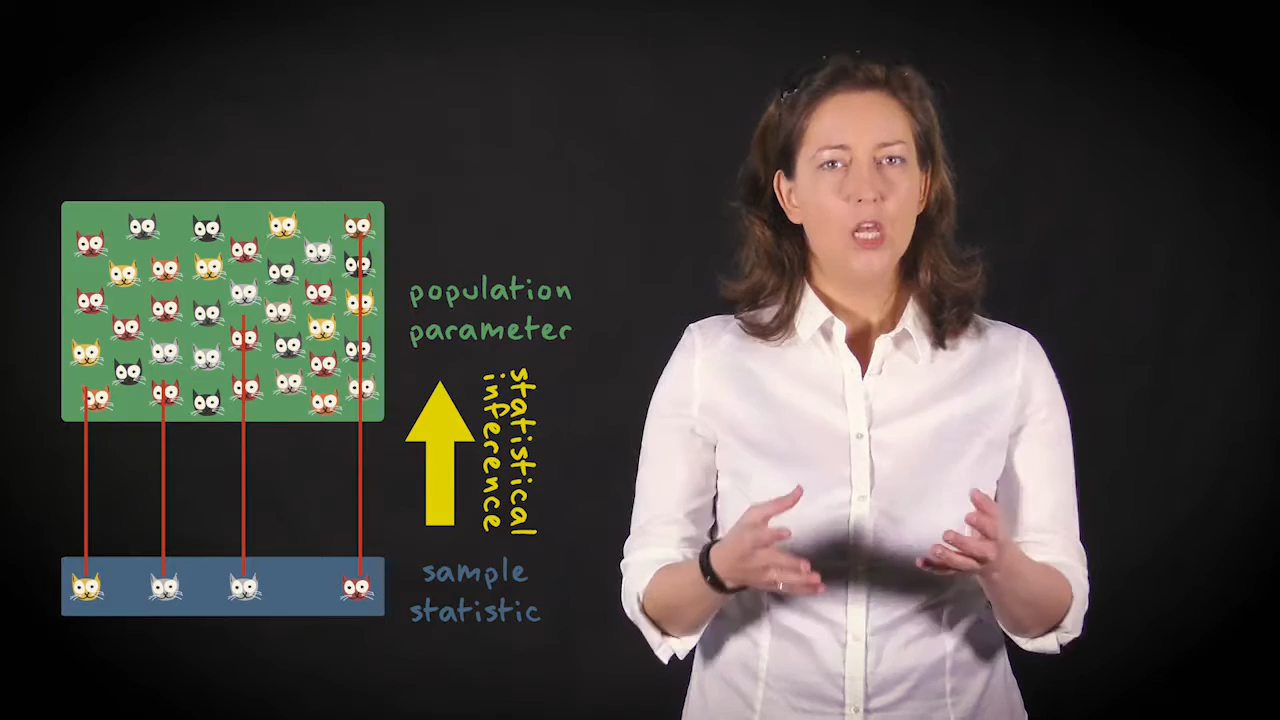 population
parameter
statistical
inference
sample
statistic